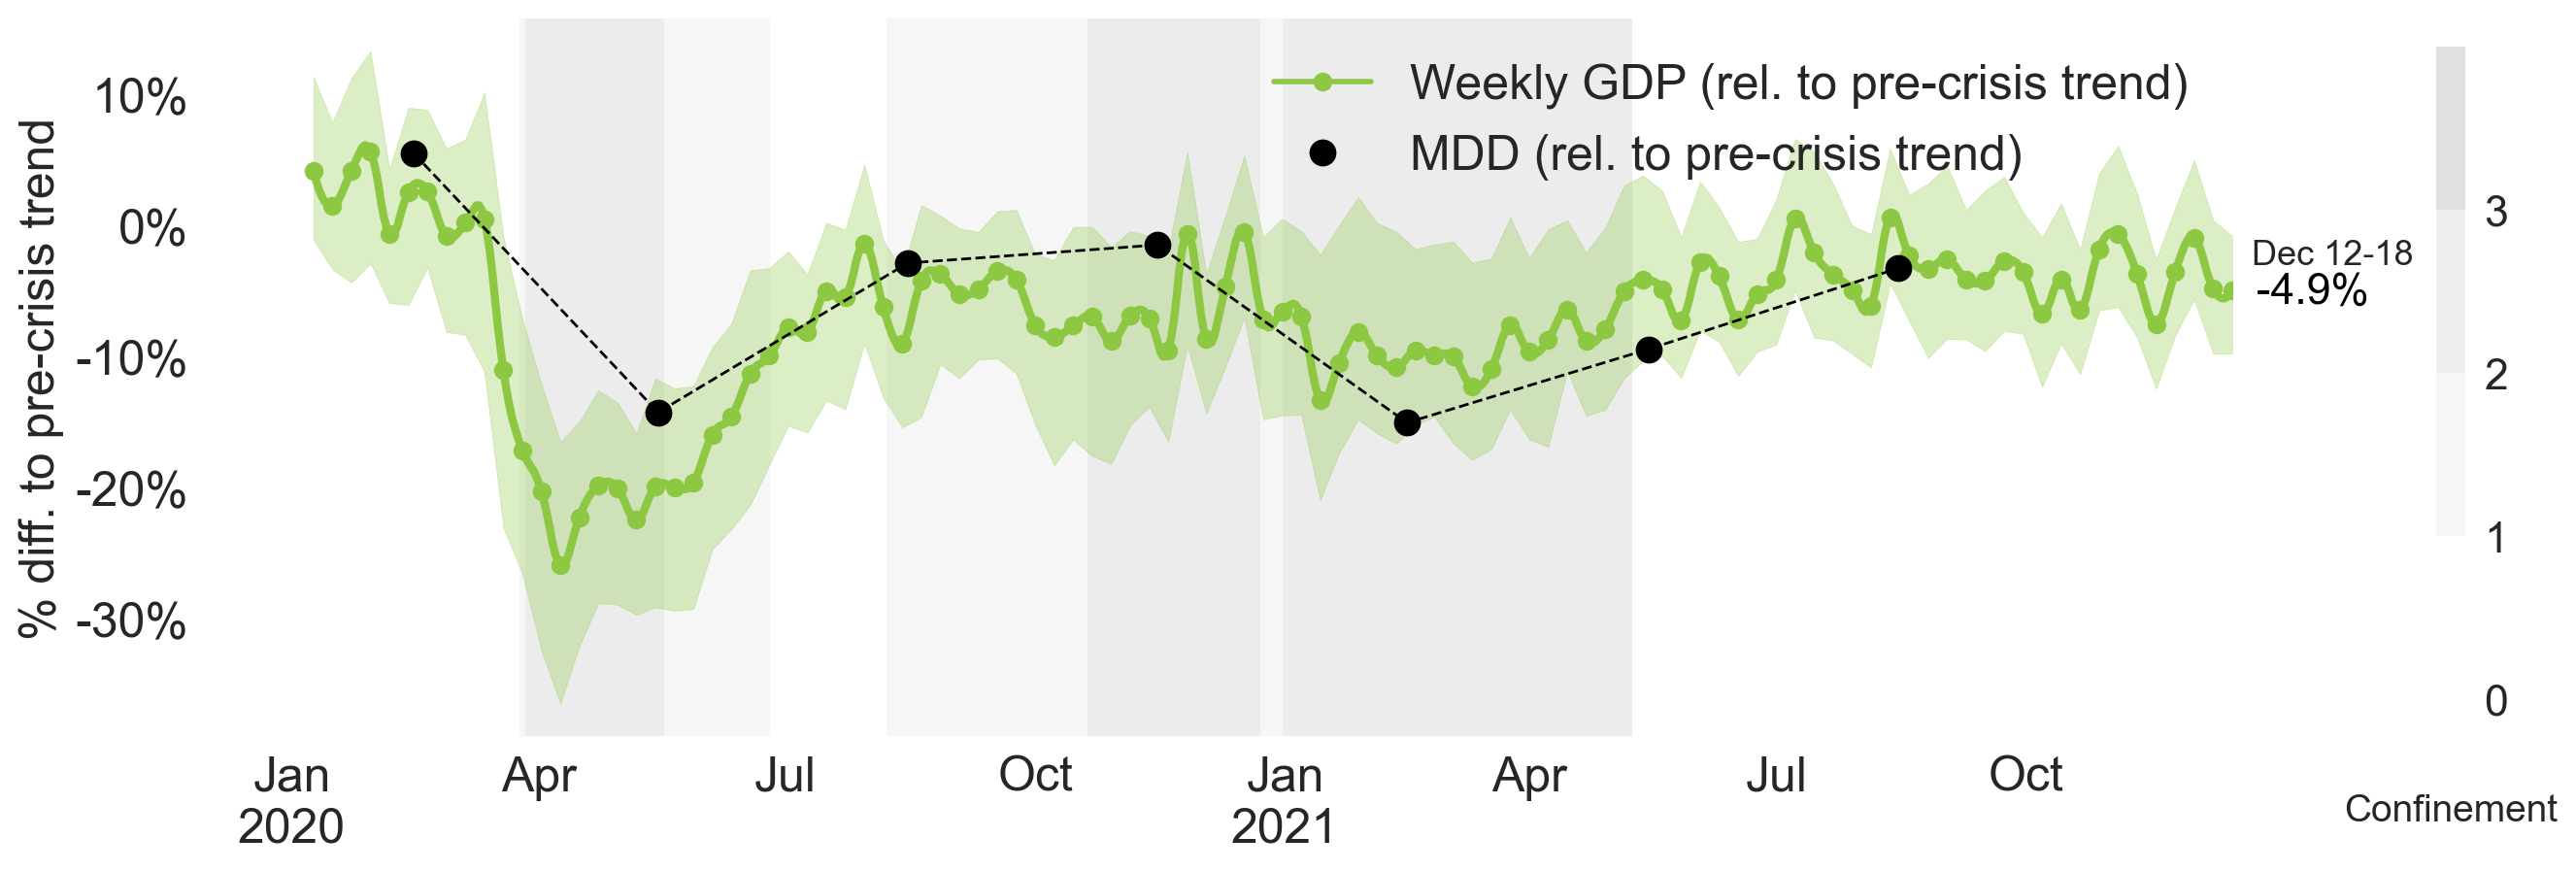 Weekly GDP (rel. to pre-crisis trend)
MDD (rel. to pre-crisis trend)
% diff. to pre-crisis trend
10%
0%
-10%
-20%
-30%
Dec 12-18
-4.9%
3
2
1
0
Jan Apr Jul Oct Jan Apr Jul Oct
2020 2021
Confinement